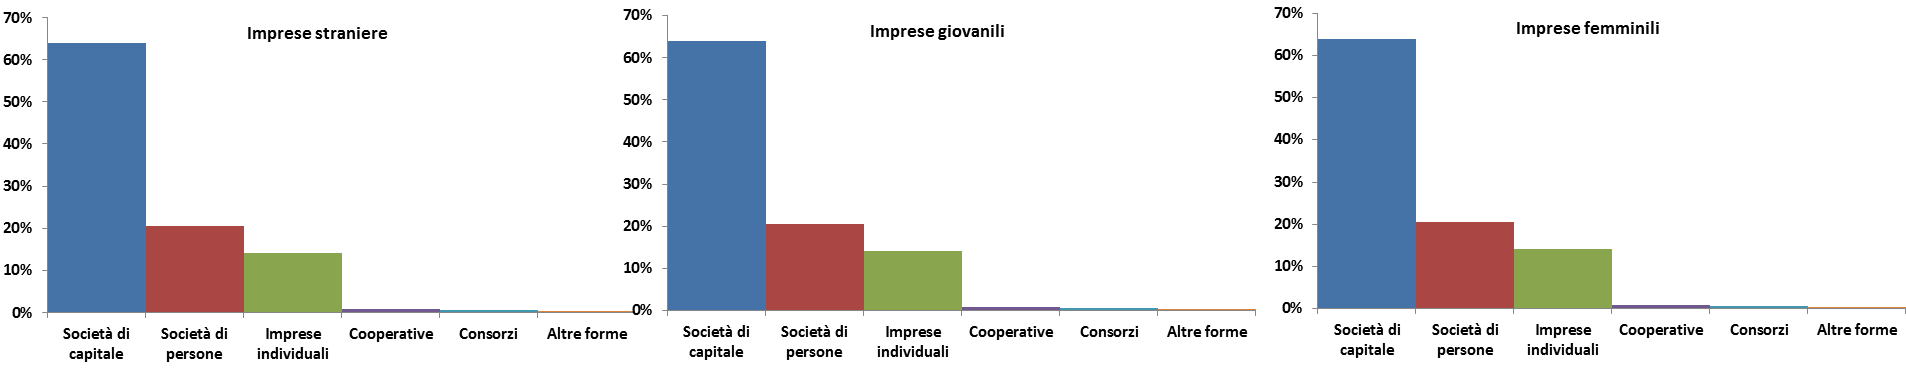 Imprese straniere
70%
60%
50%
40%
30%
20%
10%
0%
Società di
capitale
Società di
persone
Imprese
individuali
Cooperative
Consorzi
Altre forme
Imprese giovanili
70%
60%
50%
40%
30%
20%
10%
0%
Società di
capitale
Società di
persone
Imprese
individuali
Cooperative
Consorzi
Altre forme
Imprese femminili
70%
60%
50%
40%
30%
20%
10%
0%
Società di
capitale
Società di
persone
Imprese
individuali
Cooperative
Consorzi
Altre forme